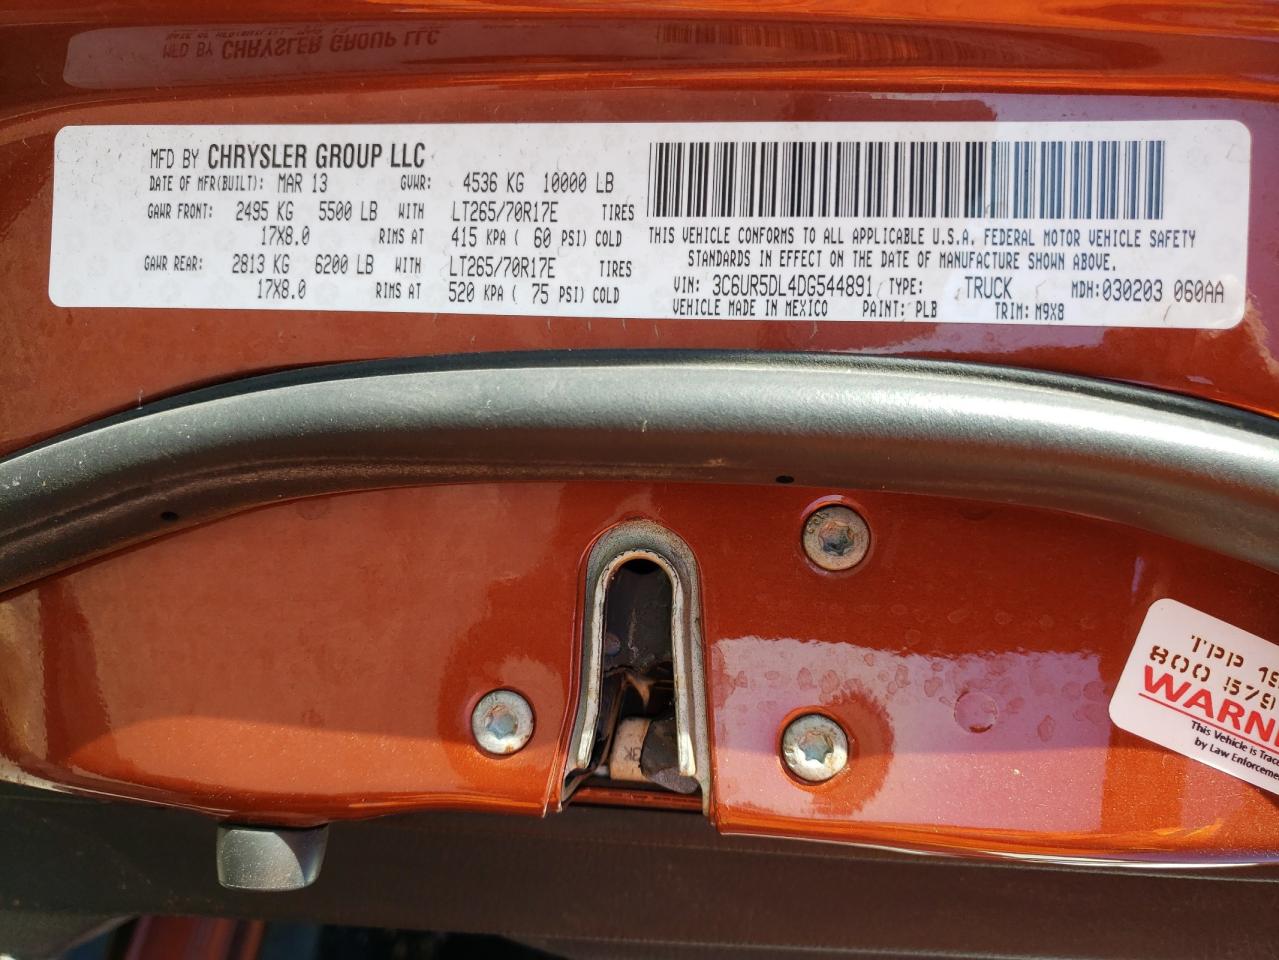 MFD BY CHRYSLER GROUP LLC
MFD BY CHRYSLER GROUP LLC
DATE OF MFR(BUILT): MAR 13 GVWR: 4536 KG 10000 LB
GAWR FRONT: 2495 KG 5500 LB WITH LT265/70R17E TIRES
17X8.0 RIMS AT 415 KPA ( 60 PSI) COLD
GAWR REAR: 2813 KG 6200 LB WITH LT265/70R17E TIRES
17X8.0 RIMS AT 520 KPA ( 75 PSI) COLD
THIS VEHICLE CONFORMS TO ALL APPLICABLE U.S.A. FEDERAL MOTOR VEHICLE SAFETY
STANDARDS IN EFFECT ON THE DATE OF MANUFACTURE SHOWN ABOVE.
VIN: 3C6UR5DL4DG544891 TYPE: TRUCK MDH: 030203 060AA
VEHICLE MADE IN MEXICO PAINT: PLB TRIM: M9X8
TPP
800
WARN
This Vehicle is
by Law